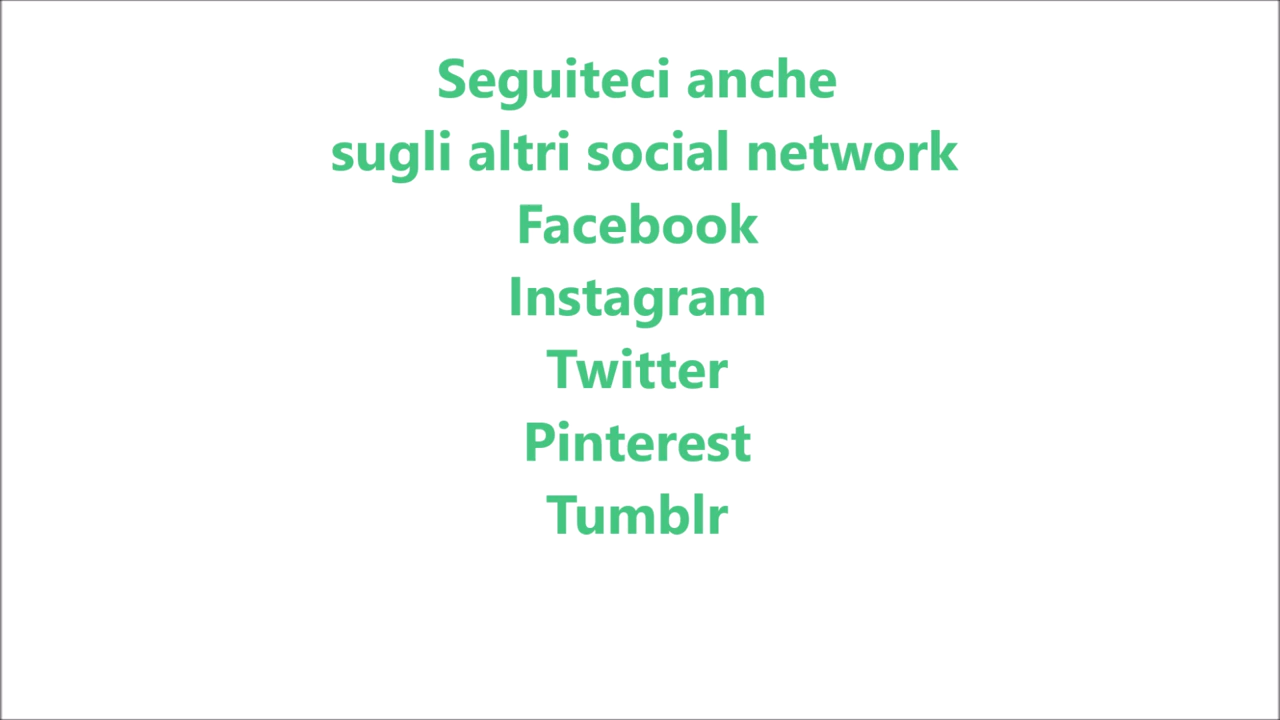 Seguiteci anche
sugli altri social network
Facebook
Instagram
Twitter
Pinterest
Tumblr